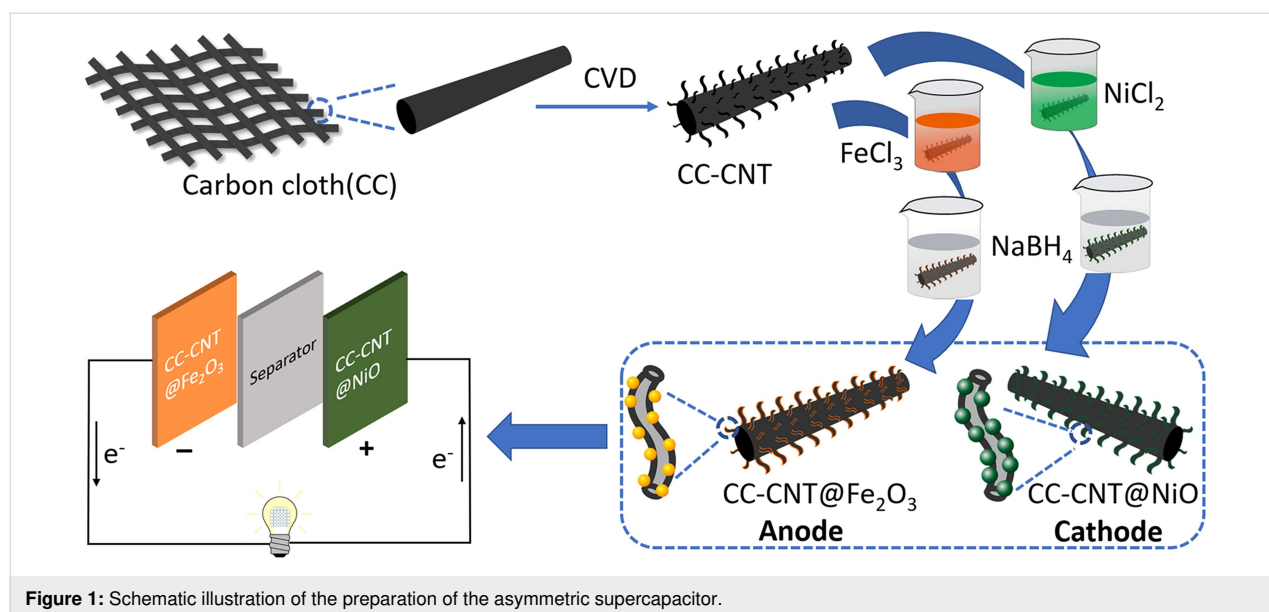 CVD
NiCl₂
FeCl₃
Carbon cloth(CC)
CC-CNT
NaBH₄
CC-CNT
@Fe₂O₃
Separator
CC-CNT
@NiO
e⁻
−
+
e⁻
CC-CNT@Fe₂O₃
Anode
CC-CNT@NiO
Cathode
Figure 1: Schematic illustration of the preparation of the asymmetric supercapacitor.